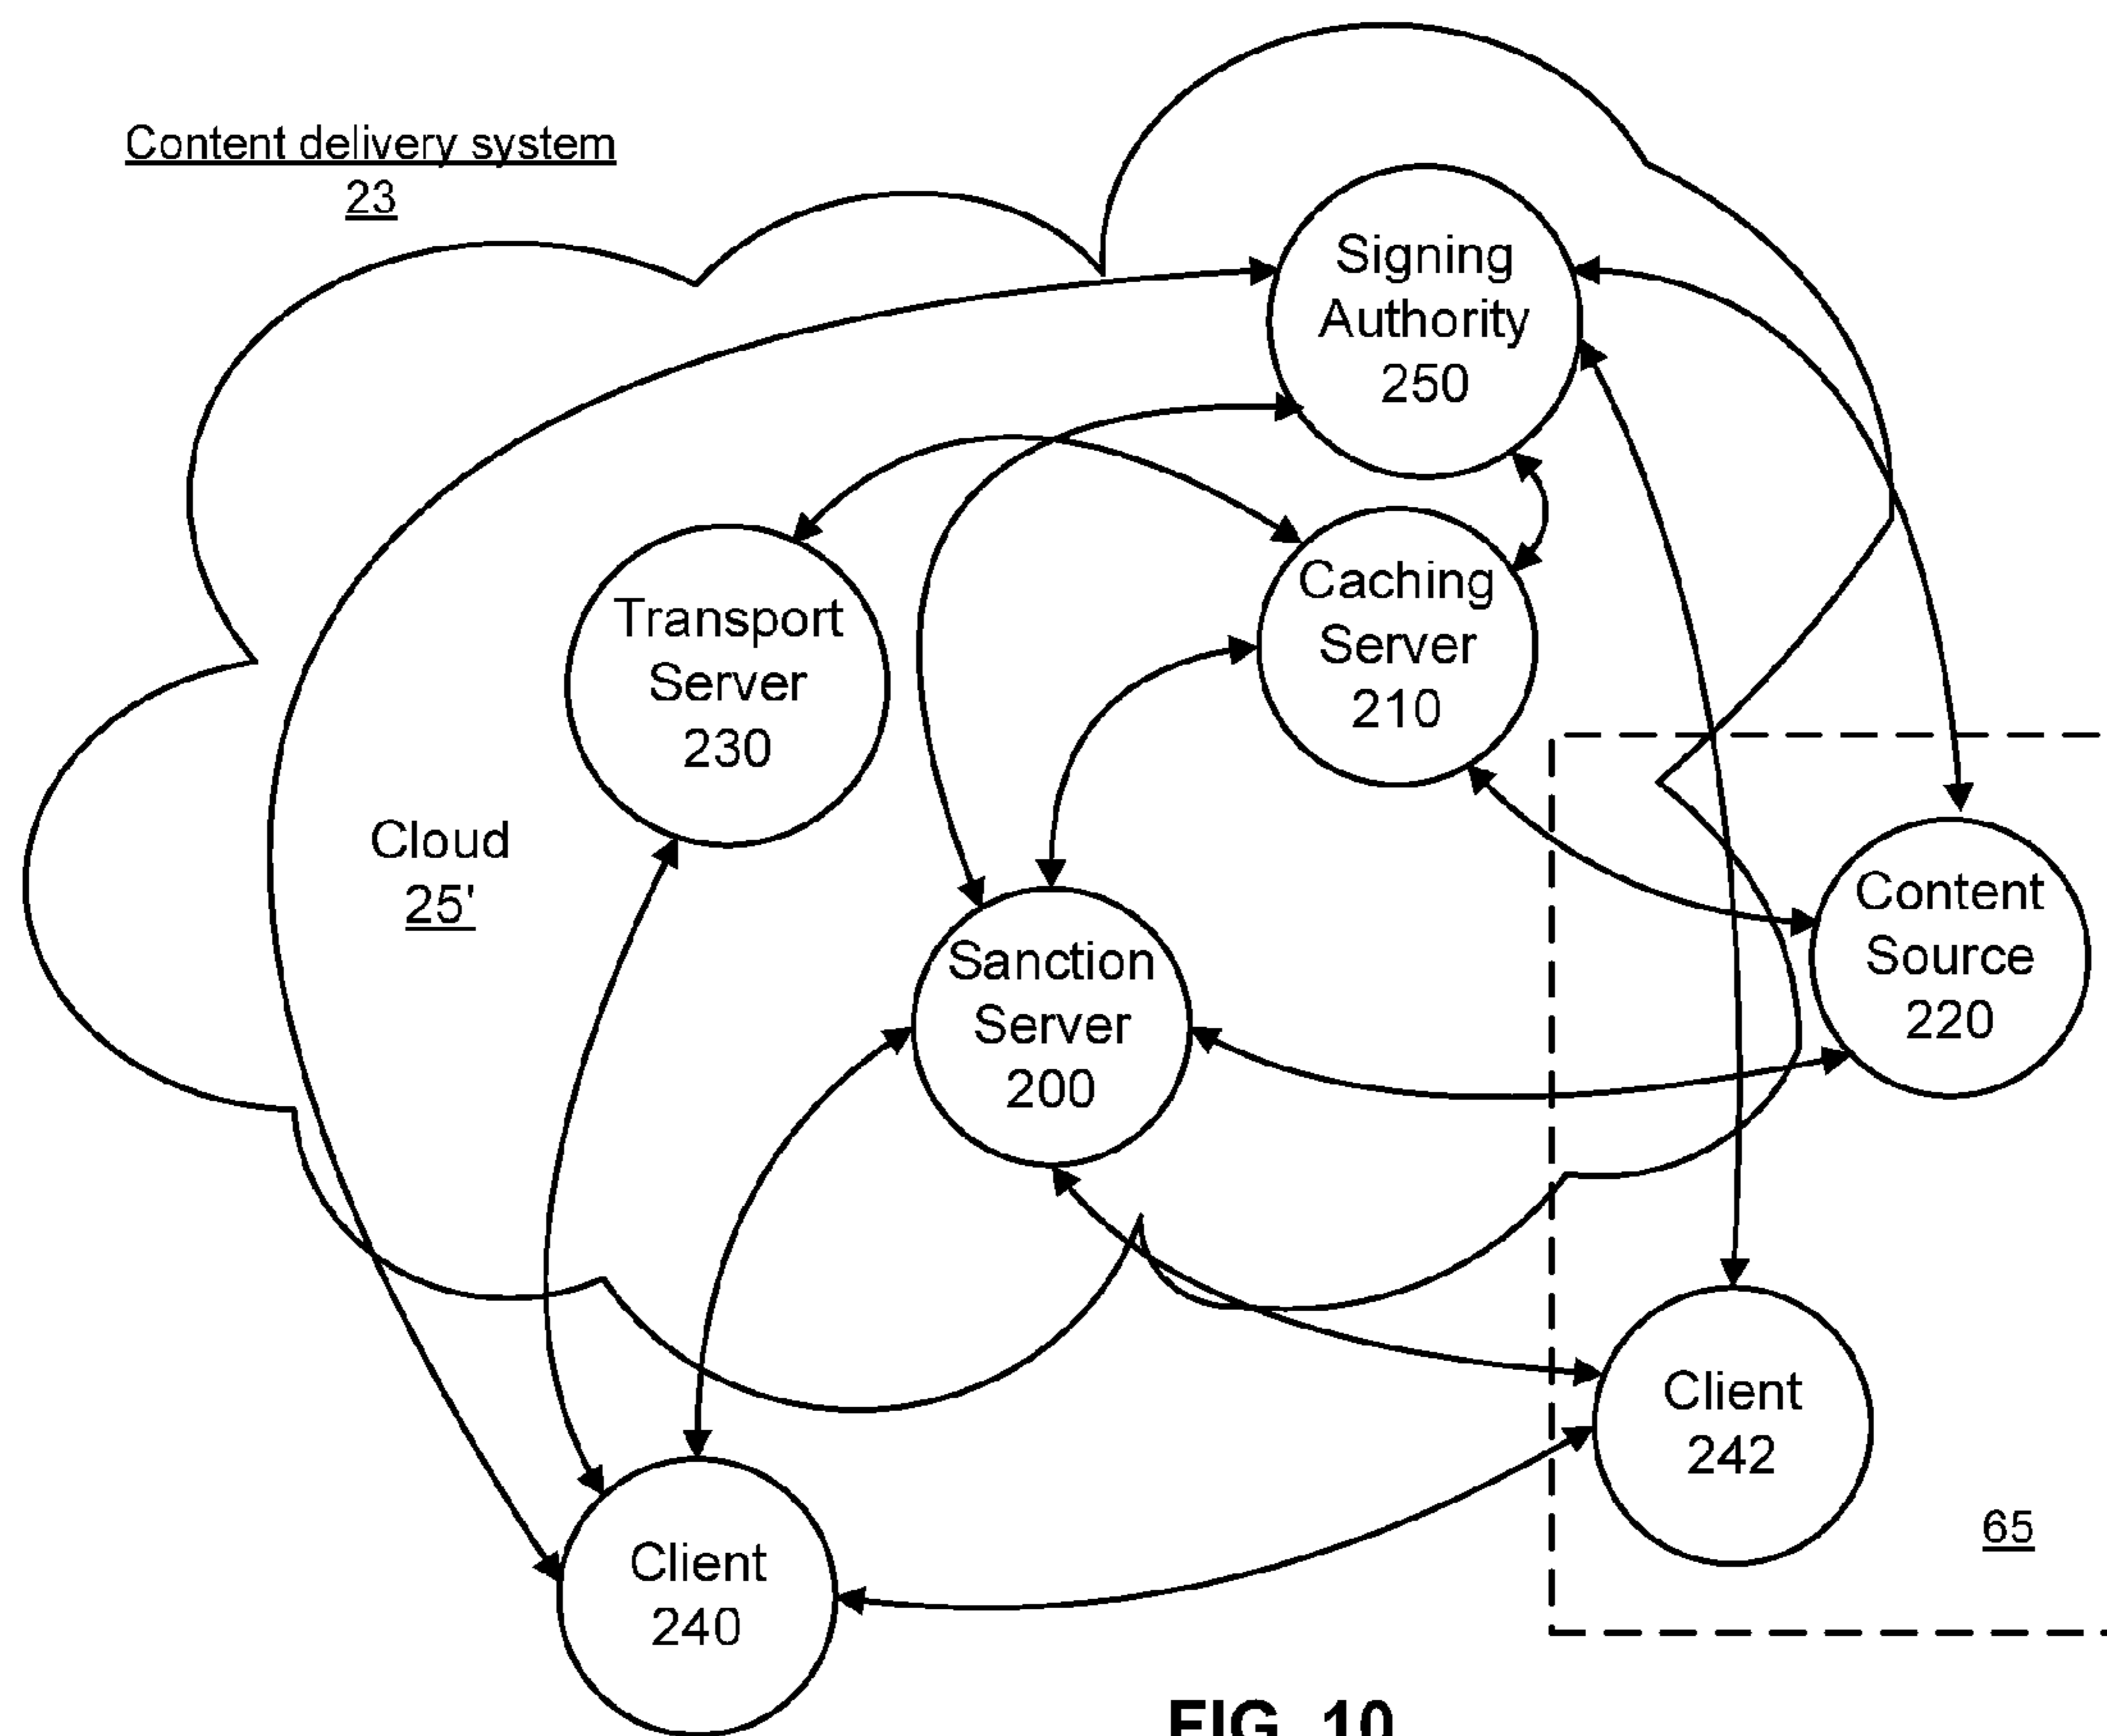 Content delivery system
23
Signing
Authority
250
Caching
Server
210
Transport
Server
230
Cloud
25'
Content
Source
220
Sanction
Server
200
Client
242
65
Client
240
FIG. 10